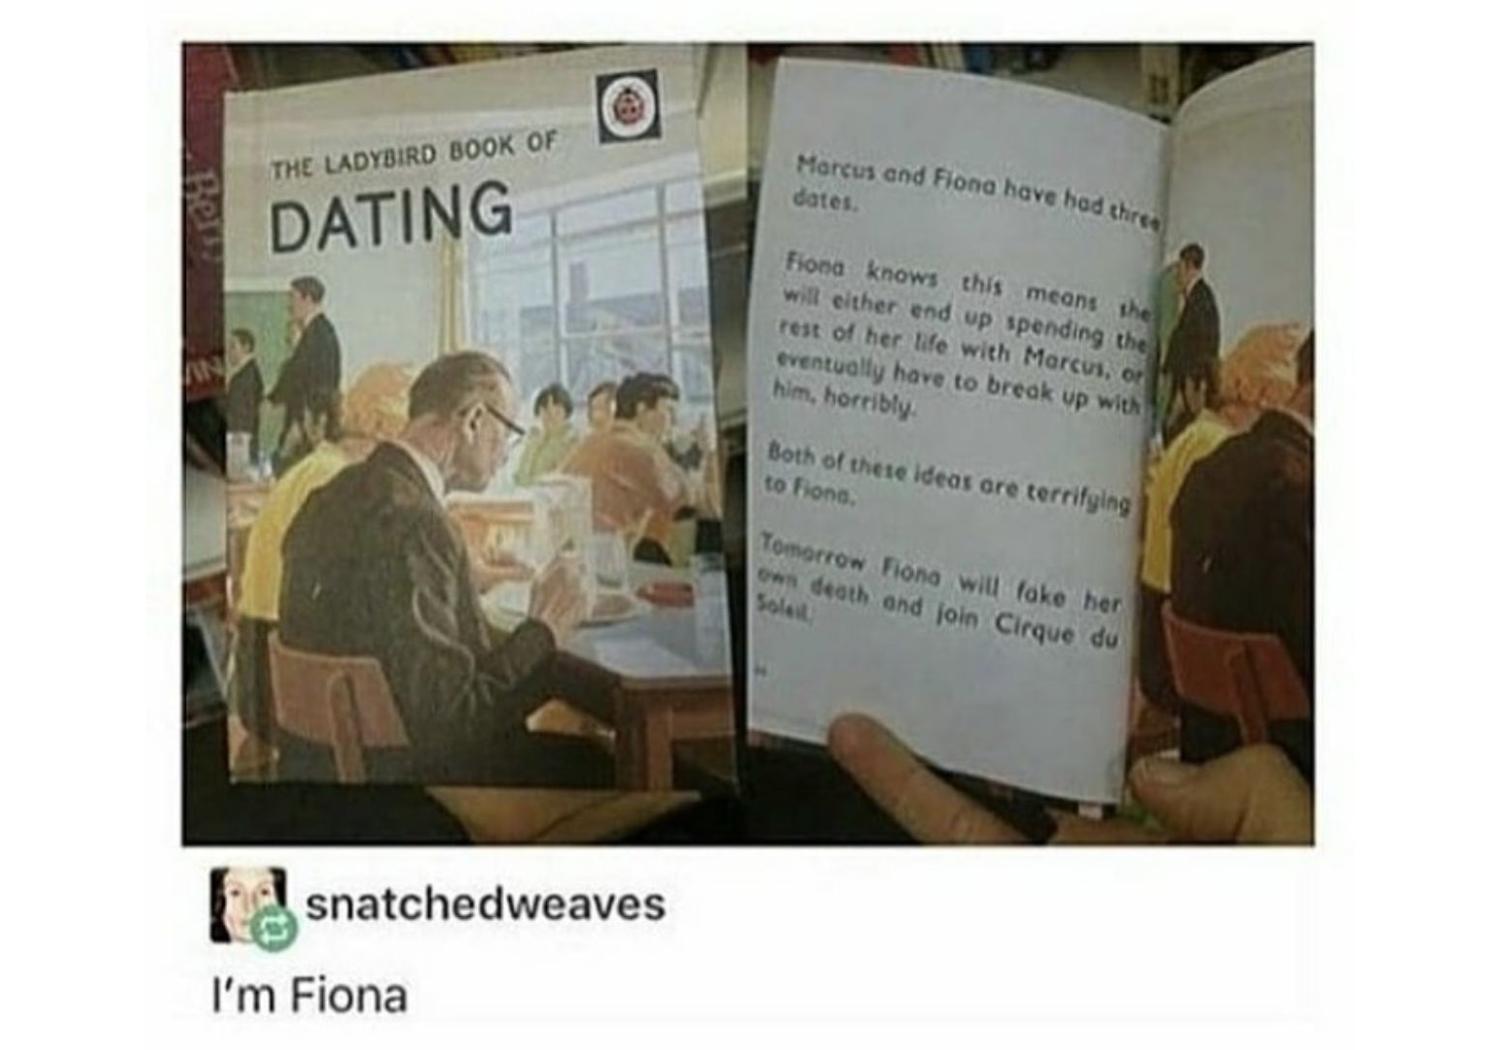 THE LADYBIRD BOOK OF
DATING
Marcus and Fiona have had three
dates.
Fiona knows this means she
will either end up spending the
rest of her life with Marcus, or
eventually have to break up with
him, horribly.
Both of these ideas are terrifying
to Fiona.
Tomorrow Fiona will fake her
own death and join Cirque du
Soleil.
snatchedweaves
I'm Fiona